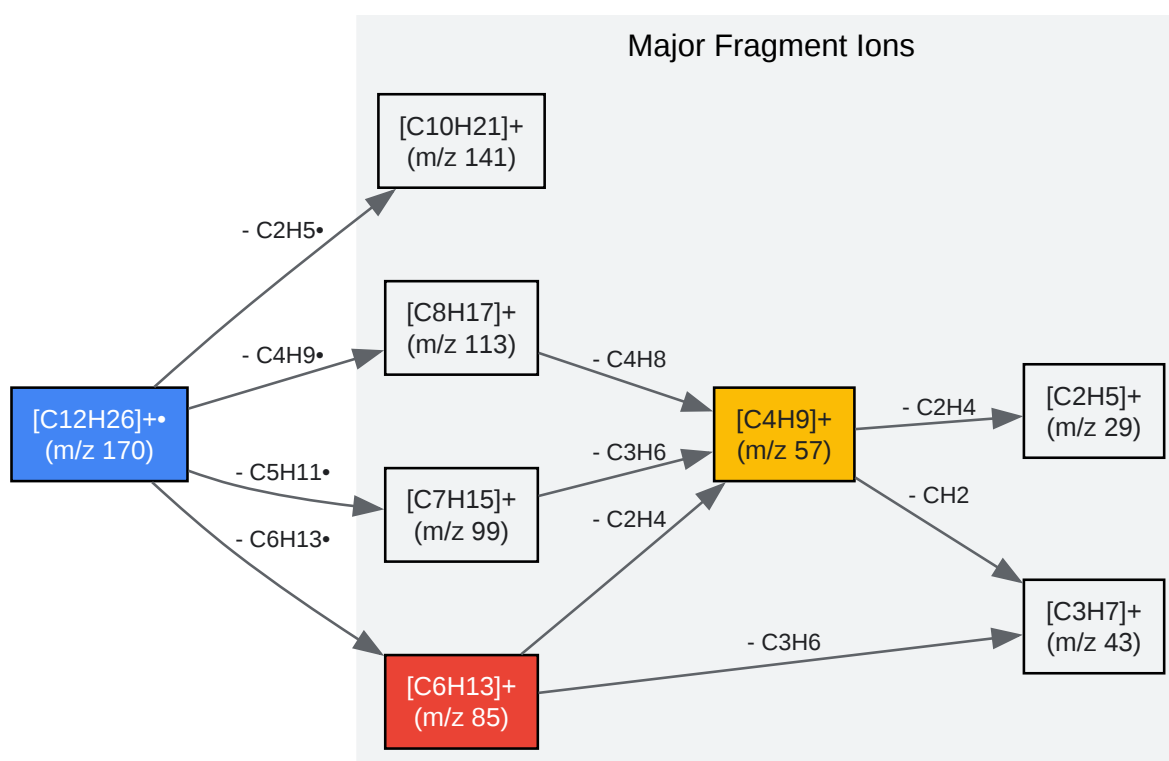 Major Fragment Ions
[C10H21]+
(m/z 141)
- C2H5•
[C8H17]+
(m/z 113)
- C4H9•
- C4H8
[C12H26]+•
(m/z 170)
[C4H9]+
(m/z 57)
- C2H4
[C2H5]+
(m/z 29)
- C5H11•
- C3H6
[C7H15]+
(m/z 99)
- CH2
- C6H13•
- C2H4
[C3H7]+
(m/z 43)
- C3H6
[C6H13]+
(m/z 85)